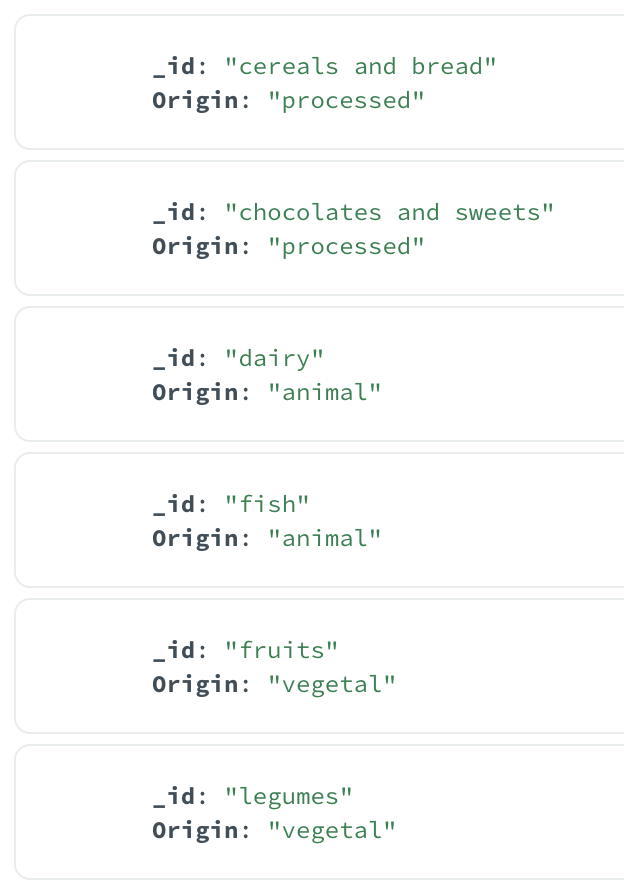 _id: "cereals and bread"
Origin: "processed"
_id: "chocolates and sweets"
Origin: "processed"
_id: "dairy"
Origin: "animal"
_id: "fish"
Origin: "animal"
_id: "fruits"
Origin: "vegetal"
_id: "legumes"
Origin: "vegetal"